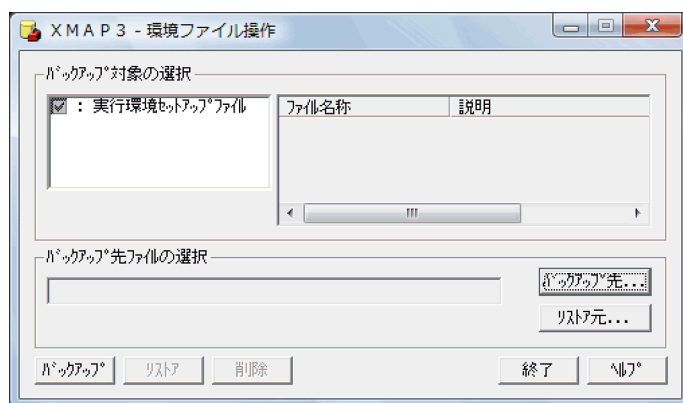 ＸＭＡＰ３ - 環境ファイル操作
ﾊﾞｯｸｱｯﾌﾟ対象の選択
： 実行環境ｾｯﾄｱｯﾌﾟﾌｧｲﾙ
ﾌｧｲﾙ名称 説明
ﾊﾞｯｸｱｯﾌﾟ先ﾌｧｲﾙの選択
ﾊﾞｯｸｱｯﾌﾟ先...
ﾘｽﾄｱ元...
ﾊﾞｯｸｱｯﾌﾟ ﾘｽﾄｱ 削除 終了 ﾍﾙﾌﾟ